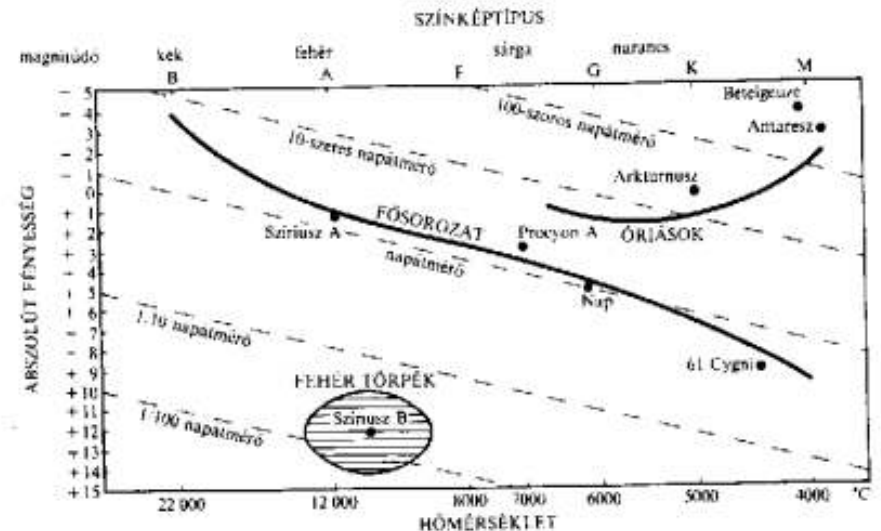 SZÍNKÉPTÍPUS
magnitúdó kék fehér sárga narancs
B A F G K M
Betelgeuze
100-szoros napátmérő
Antaresz
10-szeres napátmérő
Arkturusz
FŐSOROZAT
Szíriusz A
Procyon A
ÓRIÁSOK
napátmérő
Nap
1:10 napátmérő
61 Cygni
FEHÉR TÖRPÉK
Szíriusz B
1:100 napátmérő
ABSZOLÚT FÉNYESSÉG
− 5
− 4
− 3
− 2
− 1
0
+ 1
+ 2
+ 3
+ 4
5
6
7
8
+ 9
+10
+11
+12
+13
+14
+15
22 000 12 000 8000 7000 6000 5000 4000 °C
HŐMÉRSÉKLET